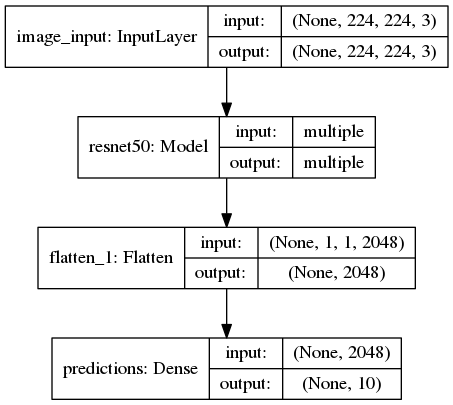 image_input: InputLayer
input: (None, 224, 224, 3)
output: (None, 224, 224, 3)
resnet50: Model
input: multiple
output: multiple
flatten_1: Flatten
input: (None, 1, 1, 2048)
output: (None, 2048)
predictions: Dense
input: (None, 2048)
output: (None, 10)